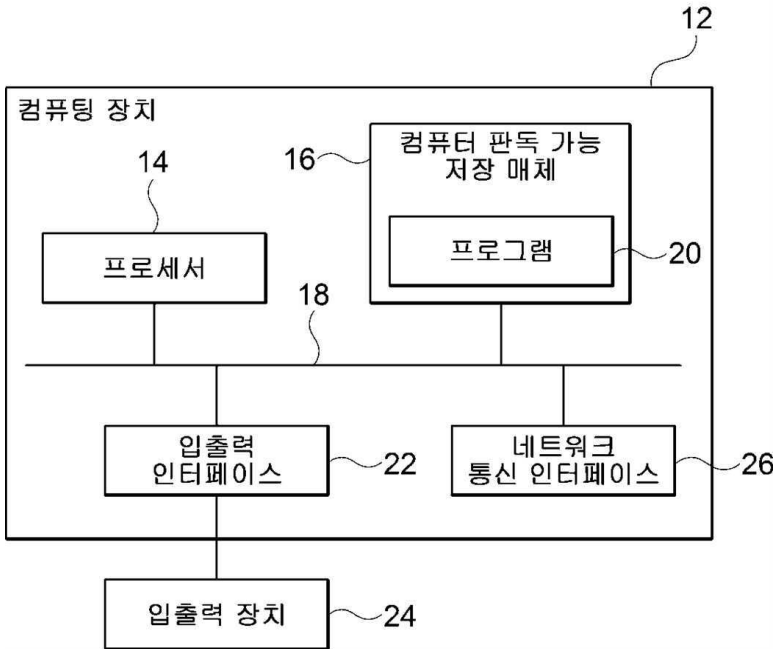 12
컴퓨팅 장치
16
컴퓨터 판독 가능
저장 매체
14
프로세서
프로그램
20
18
입출력
인터페이스
22
네트워크
통신 인터페이스
26
입출력 장치
24